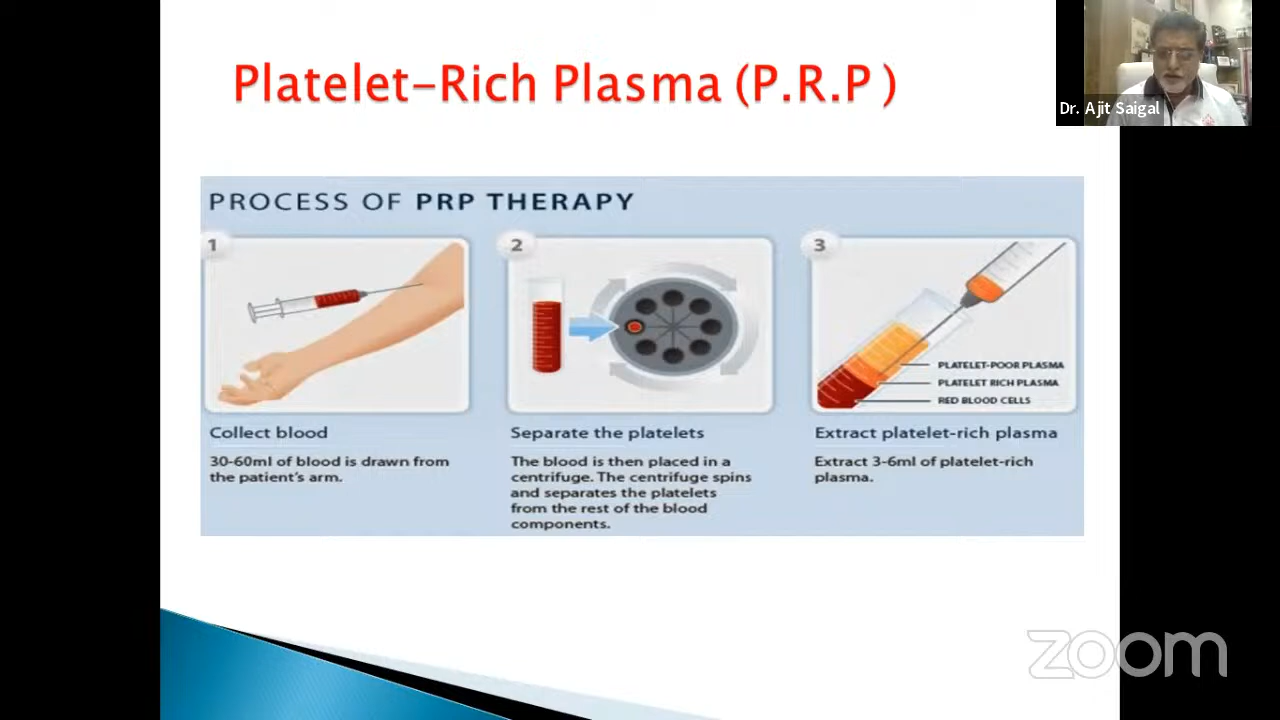 Platelet-Rich Plasma (P.R.P )
Dr. Ajit Saigal
PROCESS OF PRP THERAPY
1
Collect blood
30-60ml of blood is drawn from
the patient's arm.
2
Separate the platelets
The blood is then placed in a
centrifuge. The centrifuge spins
and separates the platelets
from the rest of the blood
components.
3
PLATELET-POOR PLASMA
PLATELET RICH PLASMA
RED BLOOD CELLS
Extract platelet-rich plasma
Extract 3-6ml of platelet-rich
plasma.
zoom